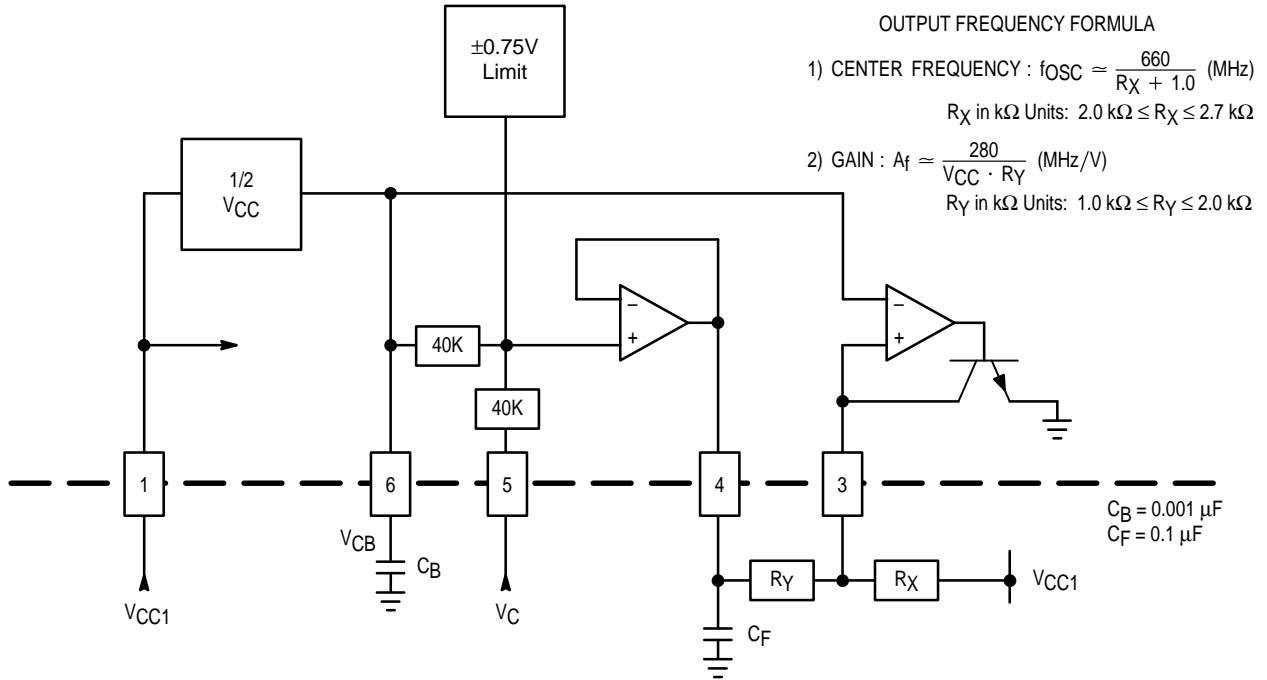 ±0.75V
Limit
OUTPUT FREQUENCY FORMULA
1) CENTER FREQUENCY : fOSC ≃ 660 / (RX + 1.0) (MHz)
RX in kΩ Units: 2.0 kΩ ≤ RX ≤ 2.7 kΩ
2) GAIN : Af ≃ 280 / (VCC · RY) (MHz/V)
RY in kΩ Units: 1.0 kΩ ≤ RY ≤ 2.0 kΩ
1/2
VCC
–
+
–
+
40K
40K
1
6
5
4
3
CB = 0.001 µF
CF = 0.1 µF
VCB
CB
VCC1
VC
RY
RX
VCC1
CF